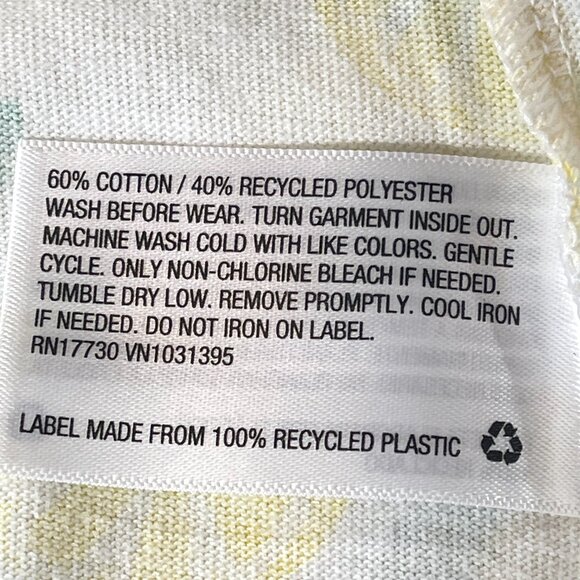 60% COTTON / 40% RECYCLED POLYESTER
WASH BEFORE WEAR. TURN GARMENT INSIDE OUT.
MACHINE WASH COLD WITH LIKE COLORS. GENTLE
CYCLE. ONLY NON-CHLORINE BLEACH IF NEEDED.
TUMBLE DRY LOW. REMOVE PROMPTLY. COOL IRON
IF NEEDED. DO NOT IRON ON LABEL.
RN17730 VN1031395
LABEL MADE FROM 100% RECYCLED PLASTIC